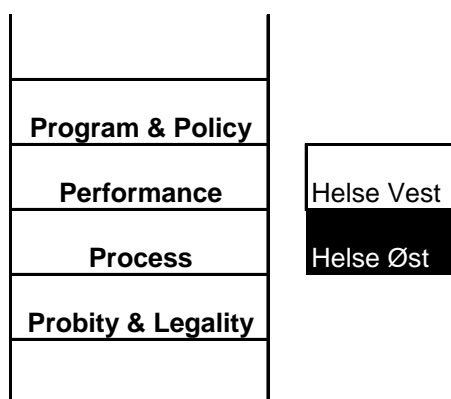 Program & Policy
Performance
Helse Vest
Process
Helse Øst
Probity & Legality